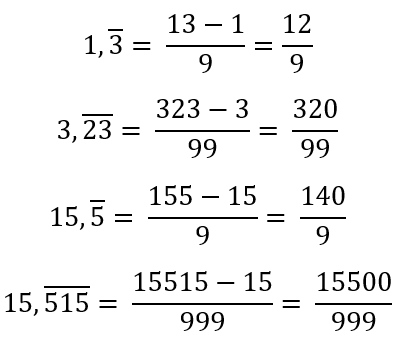 1, 3̅ = (13 − 1)/9 = 12/9
3, 2̅3̅ = (323 − 3)/99 = 320/99
15, 5̅ = (155 − 15)/9 = 140/9
15, 5̅1̅5̅ = (15515 − 15)/999 = 15500/999